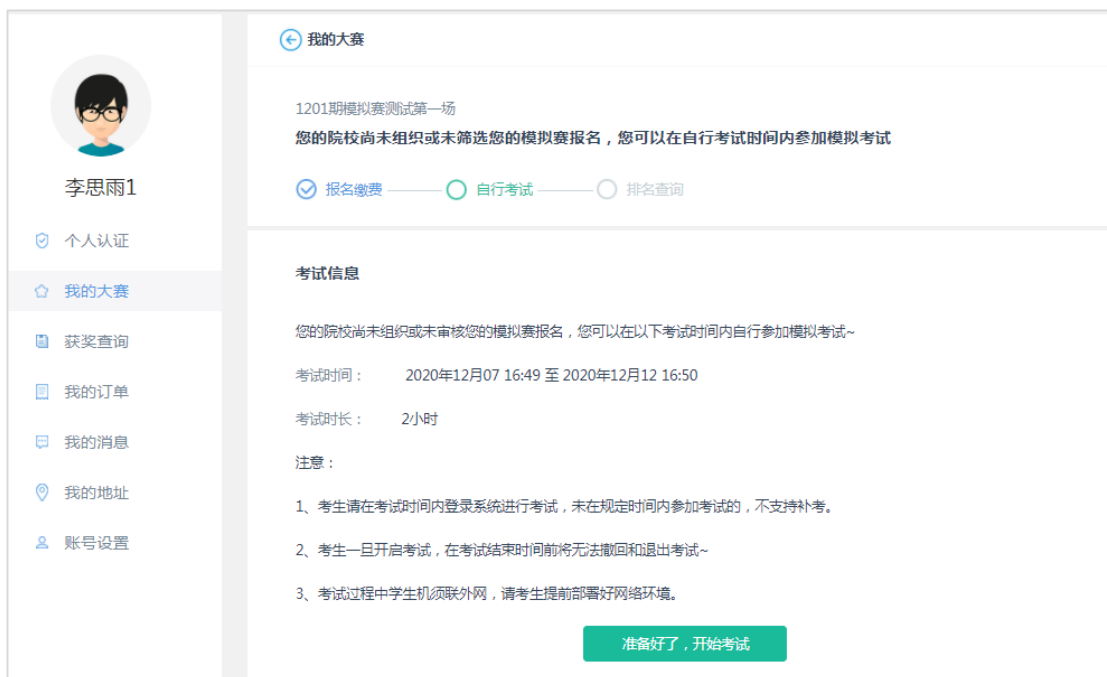 李思雨1
个人认证
我的大赛
获奖查询
我的订单
我的消息
我的地址
账号设置
我的大赛
1201期模拟赛测试第一场
您的院校尚未组织或未筛选您的模拟赛报名，您可以在自行考试时间内参加模拟考试
报名缴费 自行考试 排名查询
考试信息
您的院校尚未组织或未审核您的模拟赛报名，您可以在以下考试时间内自行参加模拟考试~
考试时间： 2020年12月07 16:49 至 2020年12月12 16:50
考试时长： 2小时
注意：
1、考生请在考试时间内登录系统进行考试，未在规定时间内参加考试的，不支持补考。
2、考生一旦开启考试，在考试结束时间前将无法撤回和退出考试~
3、考试过程中学生机须联外网，请考生提前部署好网络环境。
准备好了，开始考试